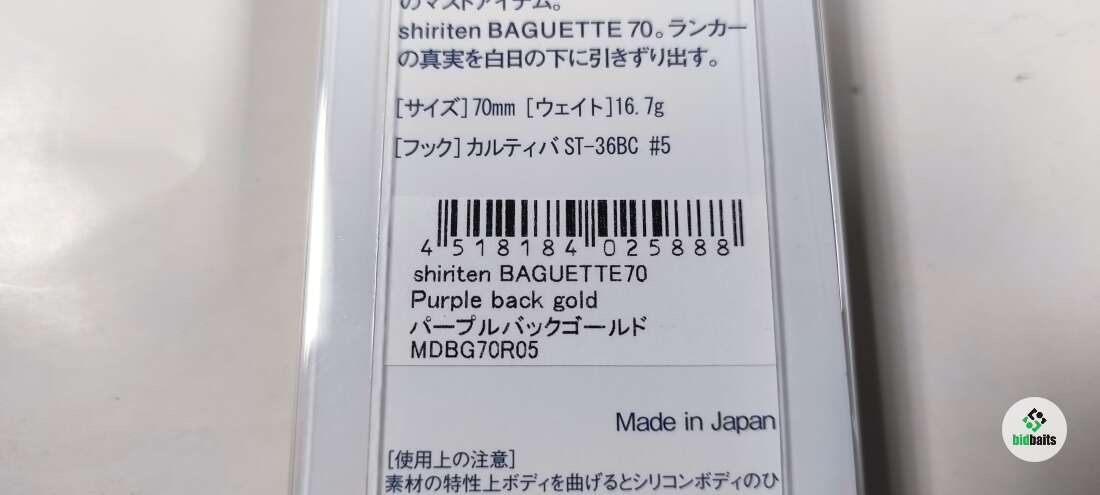 のマストアイテム。
shiriten BAGUETTE 70。ランカー
の真実を白日の下に引きずり出す。
[サイズ] 70mm [ウェイト]16.7g
[フック] カルティバ ST-36BC #5
4 518184 025888
shiriten BAGUETTE70
Purple back gold
パープルバックゴールド
MDBG70R05
Made in Japan
[使用上の注意]
素材の特性上ボディを曲げるとシリコンボディのひ
bidbaits